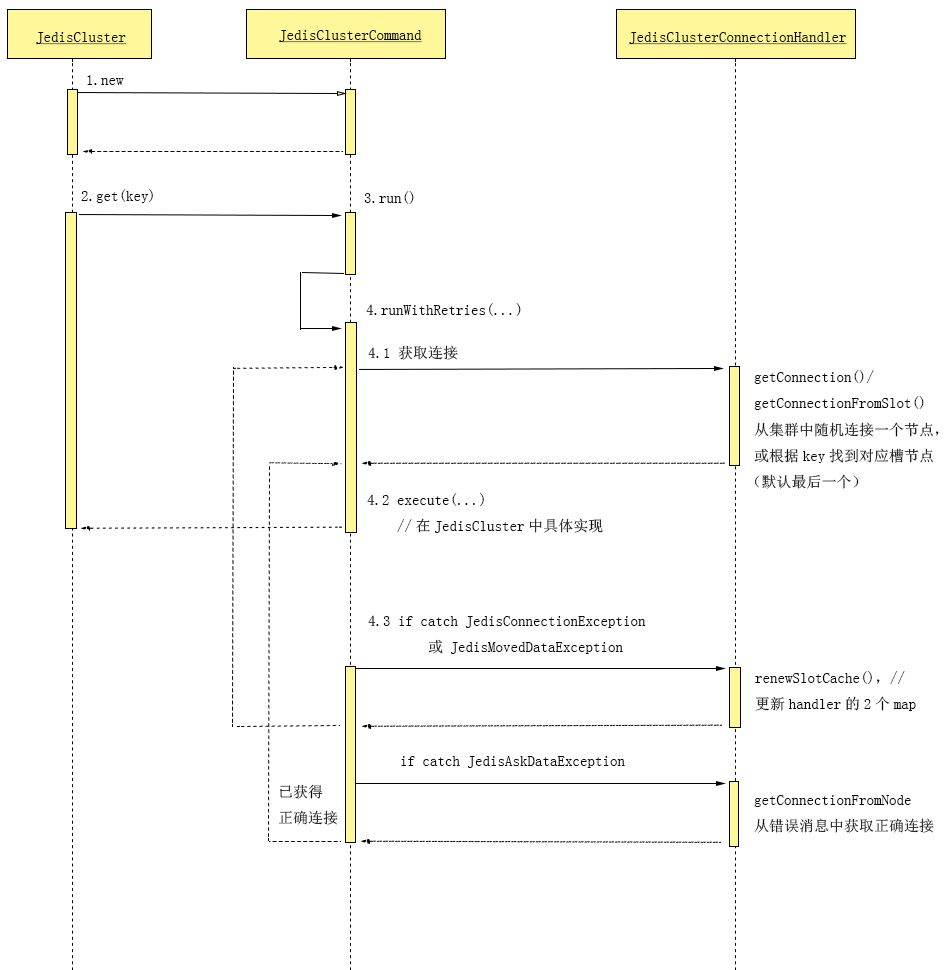 JedisCluster
JedisClusterCommand
JedisClusterConnectionHandler
1.new
2.get(key)
3.run()
4.runWithRetries(...)
4.1 获取连接
getConnection()/
getConnectionFromSlot()
从集群中随机连接一个节点，
或根据 key 找到对应槽节点
（默认最后一个）
4.2 execute(...)
//在 JedisCluster 中具体实现
4.3 if catch JedisConnectionException
或 JedisMovedDataException
renewSlotCache()，//
更新 handler 的 2 个 map
if catch JedisAskDataException
已获得
正确连接
getConnectionFromNode
从错误消息中获取正确连接